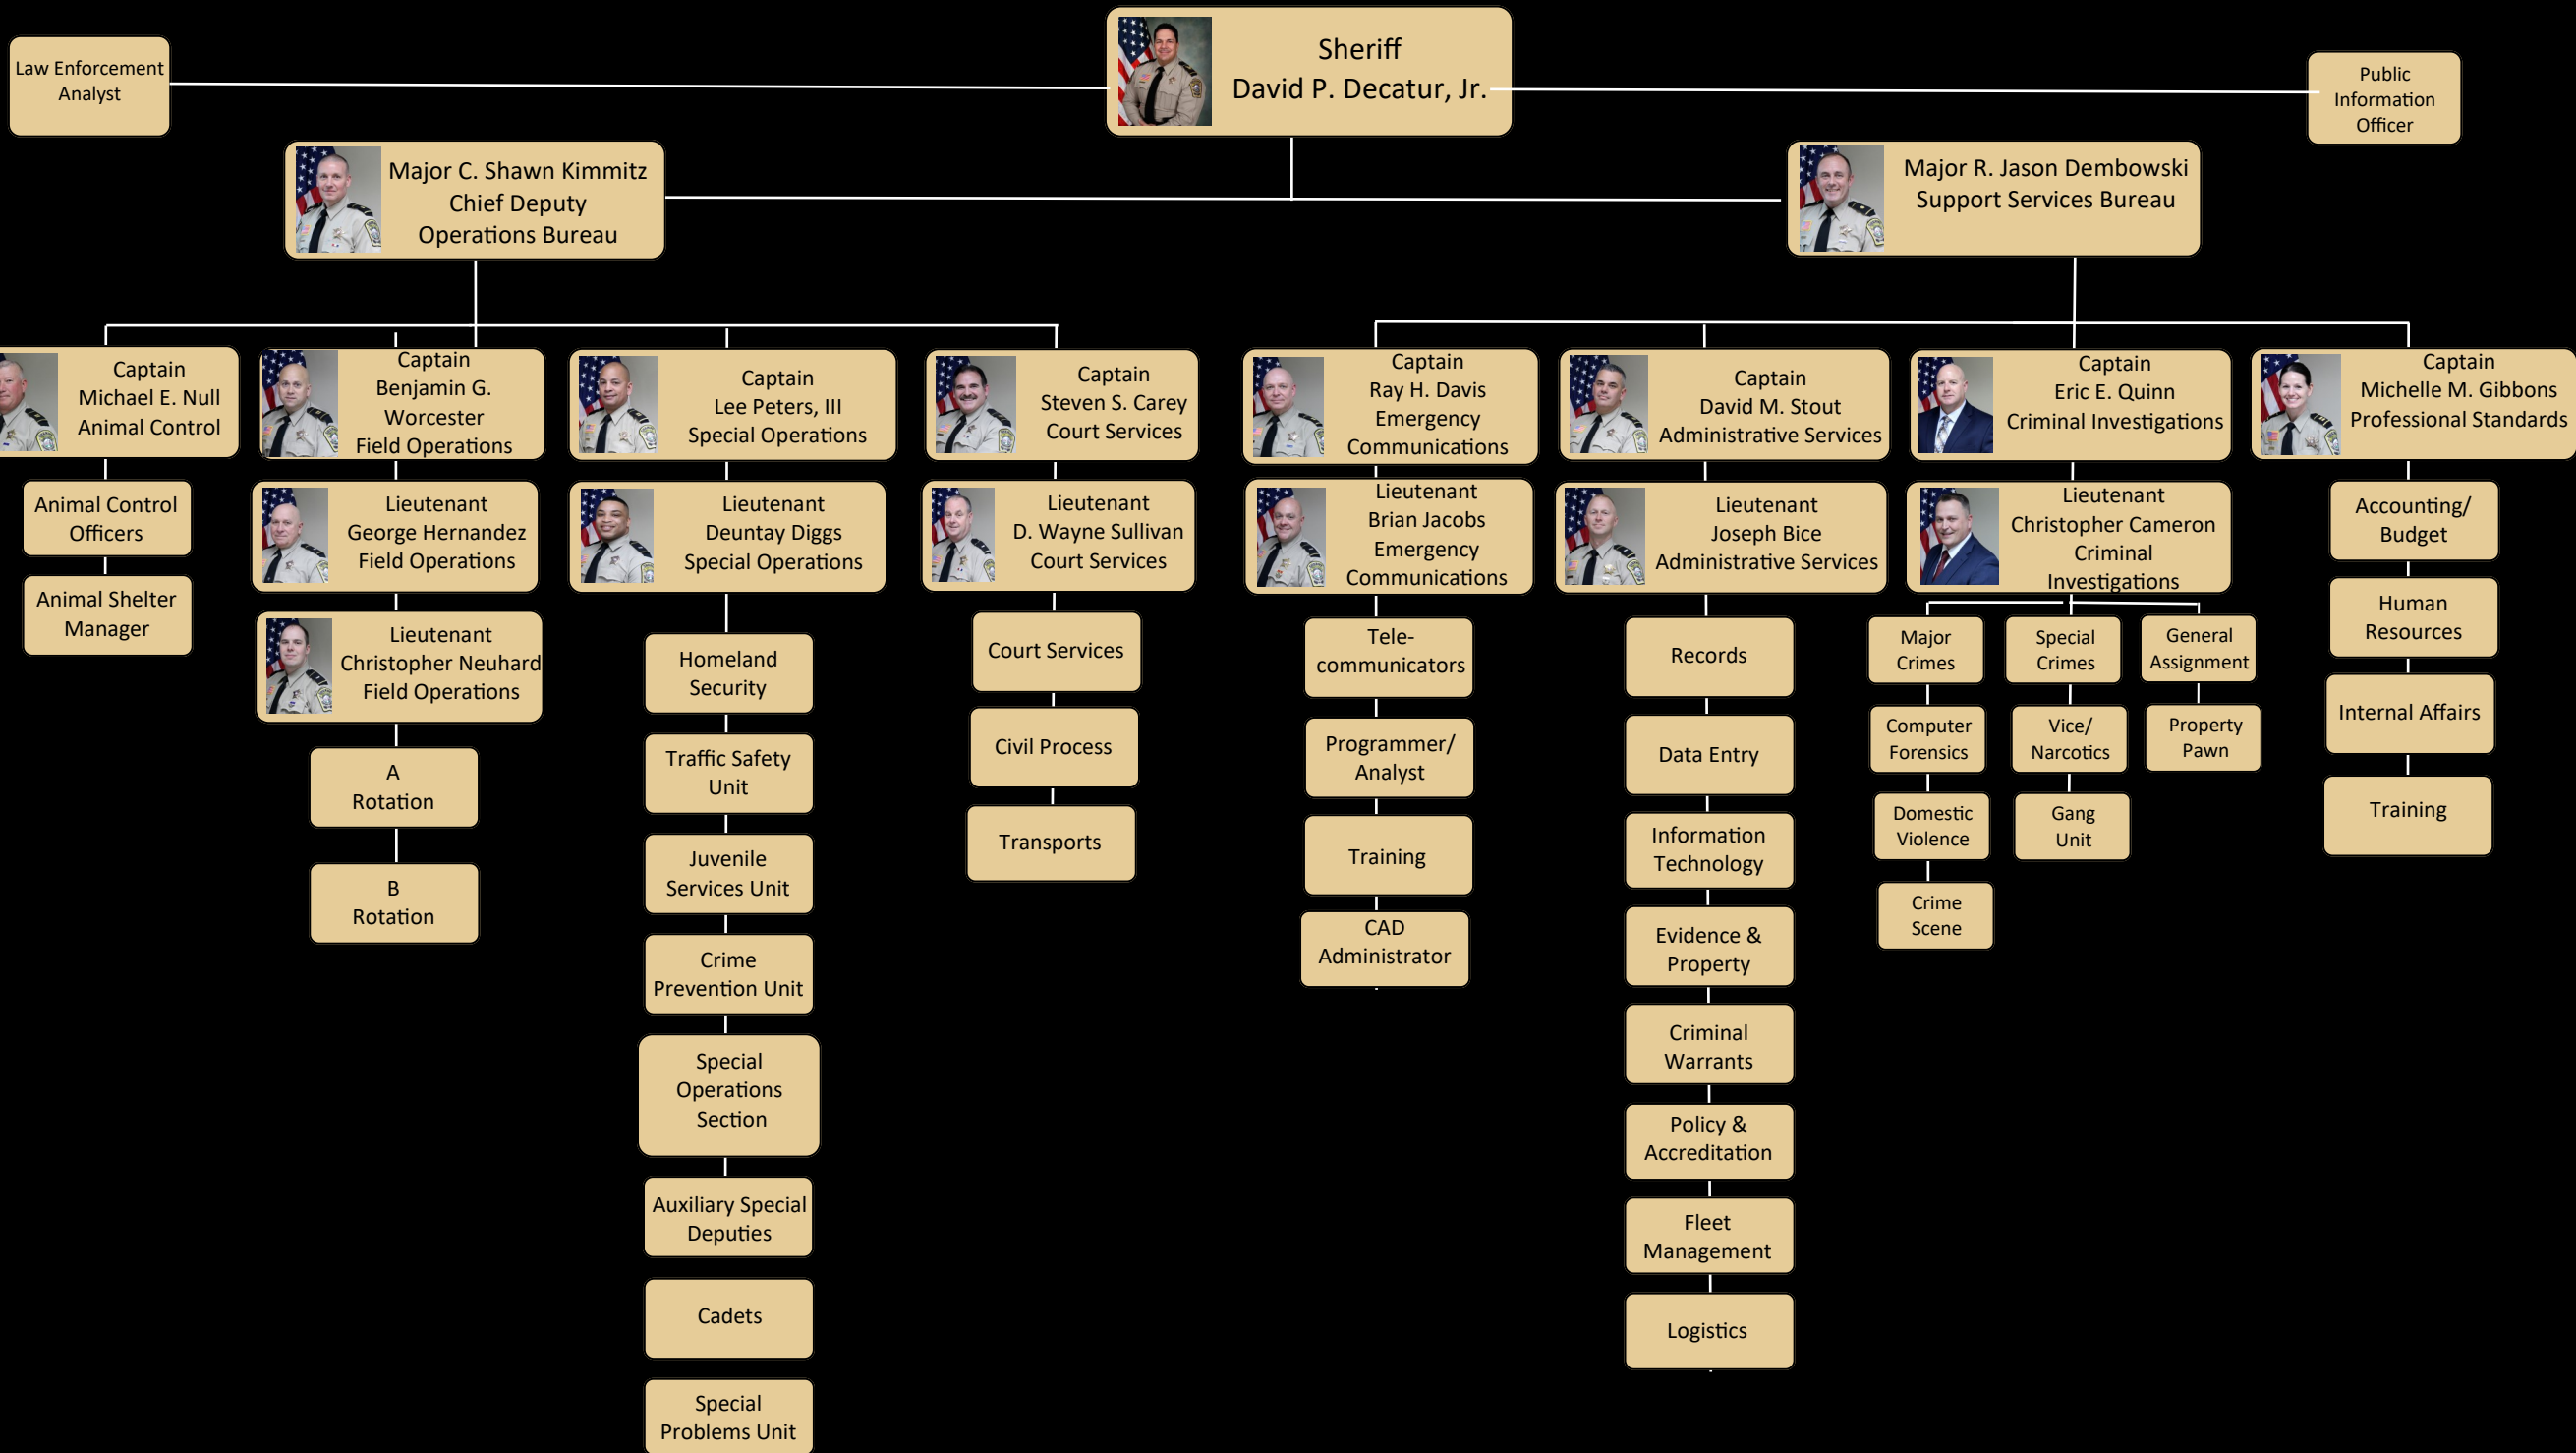 Sheriff
David P. Decatur, Jr.
Law Enforcement
Analyst
Public
Information
Officer
Major C. Shawn Kimmitz
Chief Deputy
Operations Bureau
Major R. Jason Dembowski
Support Services Bureau
Captain
Michael E. Null
Animal Control
Captain
Benjamin G.
Worcester
Field Operations
Captain
Lee Peters, III
Special Operations
Captain
Steven S. Carey
Court Services
Captain
Ray H. Davis
Emergency
Communications
Captain
David M. Stout
Administrative Services
Captain
Eric E. Quinn
Criminal Investigations
Captain
Michelle M. Gibbons
Professional Standards
Animal Control
Officers
Animal Shelter
Manager
Lieutenant
George Hernandez
Field Operations
Lieutenant
Christopher Neuhard
Field Operations
A
Rotation
B
Rotation
Lieutenant
Deuntay Diggs
Special Operations
Homeland
Security
Traffic Safety
Unit
Juvenile
Services Unit
Crime
Prevention Unit
Special
Operations
Section
Auxiliary Special
Deputies
Cadets
Special
Problems Unit
Lieutenant
D. Wayne Sullivan
Court Services
Court Services
Civil Process
Transports
Lieutenant
Brian Jacobs
Emergency
Communications
Tele-
communicators
Programmer/
Analyst
Training
CAD
Administrator
Lieutenant
Joseph Bice
Administrative Services
Records
Data Entry
Information
Technology
Evidence &
Property
Criminal
Warrants
Policy &
Accreditation
Fleet
Management
Logistics
Lieutenant
Christopher Cameron
Criminal
Investigations
Major
Crimes
Computer
Forensics
Domestic
Violence
Crime
Scene
Special
Crimes
Vice/
Narcotics
Gang
Unit
General
Assignment
Property
Pawn
Accounting/
Budget
Human
Resources
Internal Affairs
Training